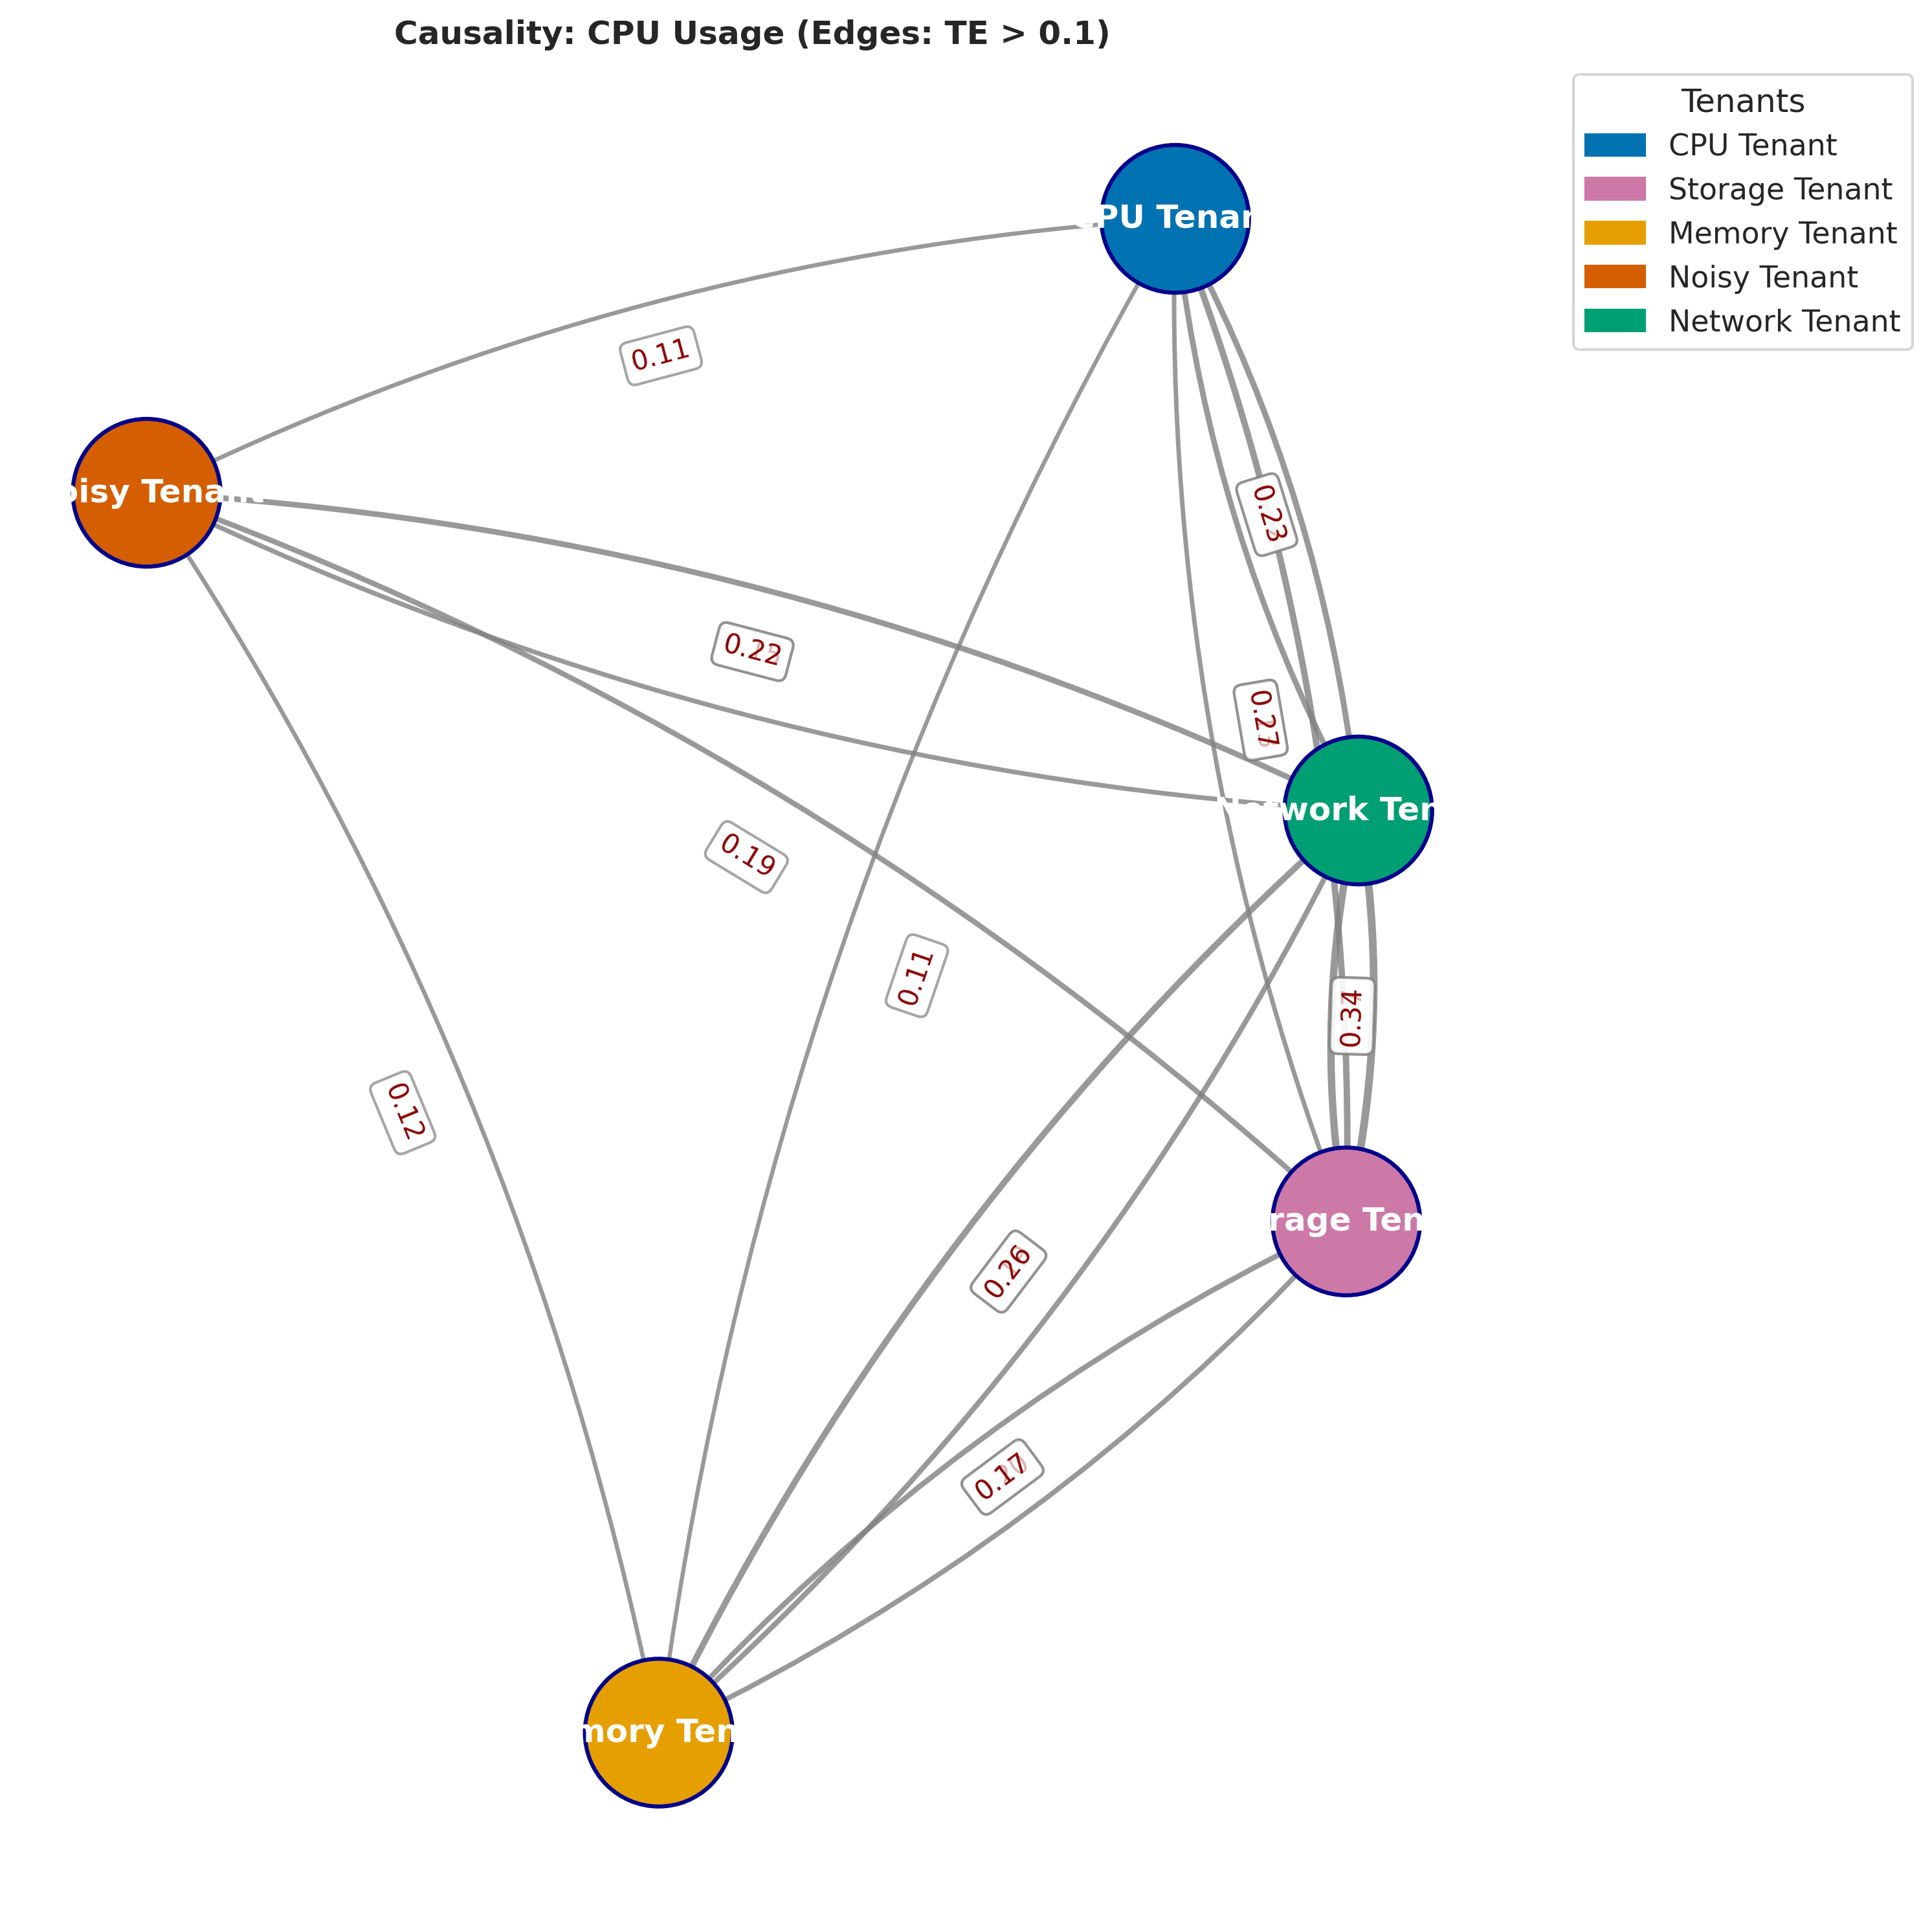 Causality: CPU Usage (Edges: TE > 0.1)
Tenants
CPU Tenant
Storage Tenant
Memory Tenant
Noisy Tenant
Network Tenant
PU Tenan
0.11
oisy Tena
0.23
0.22
0.27
work Ten
0.19
0.11
0.34
0.12
rage Ten
0.26
0.17
mory Ten